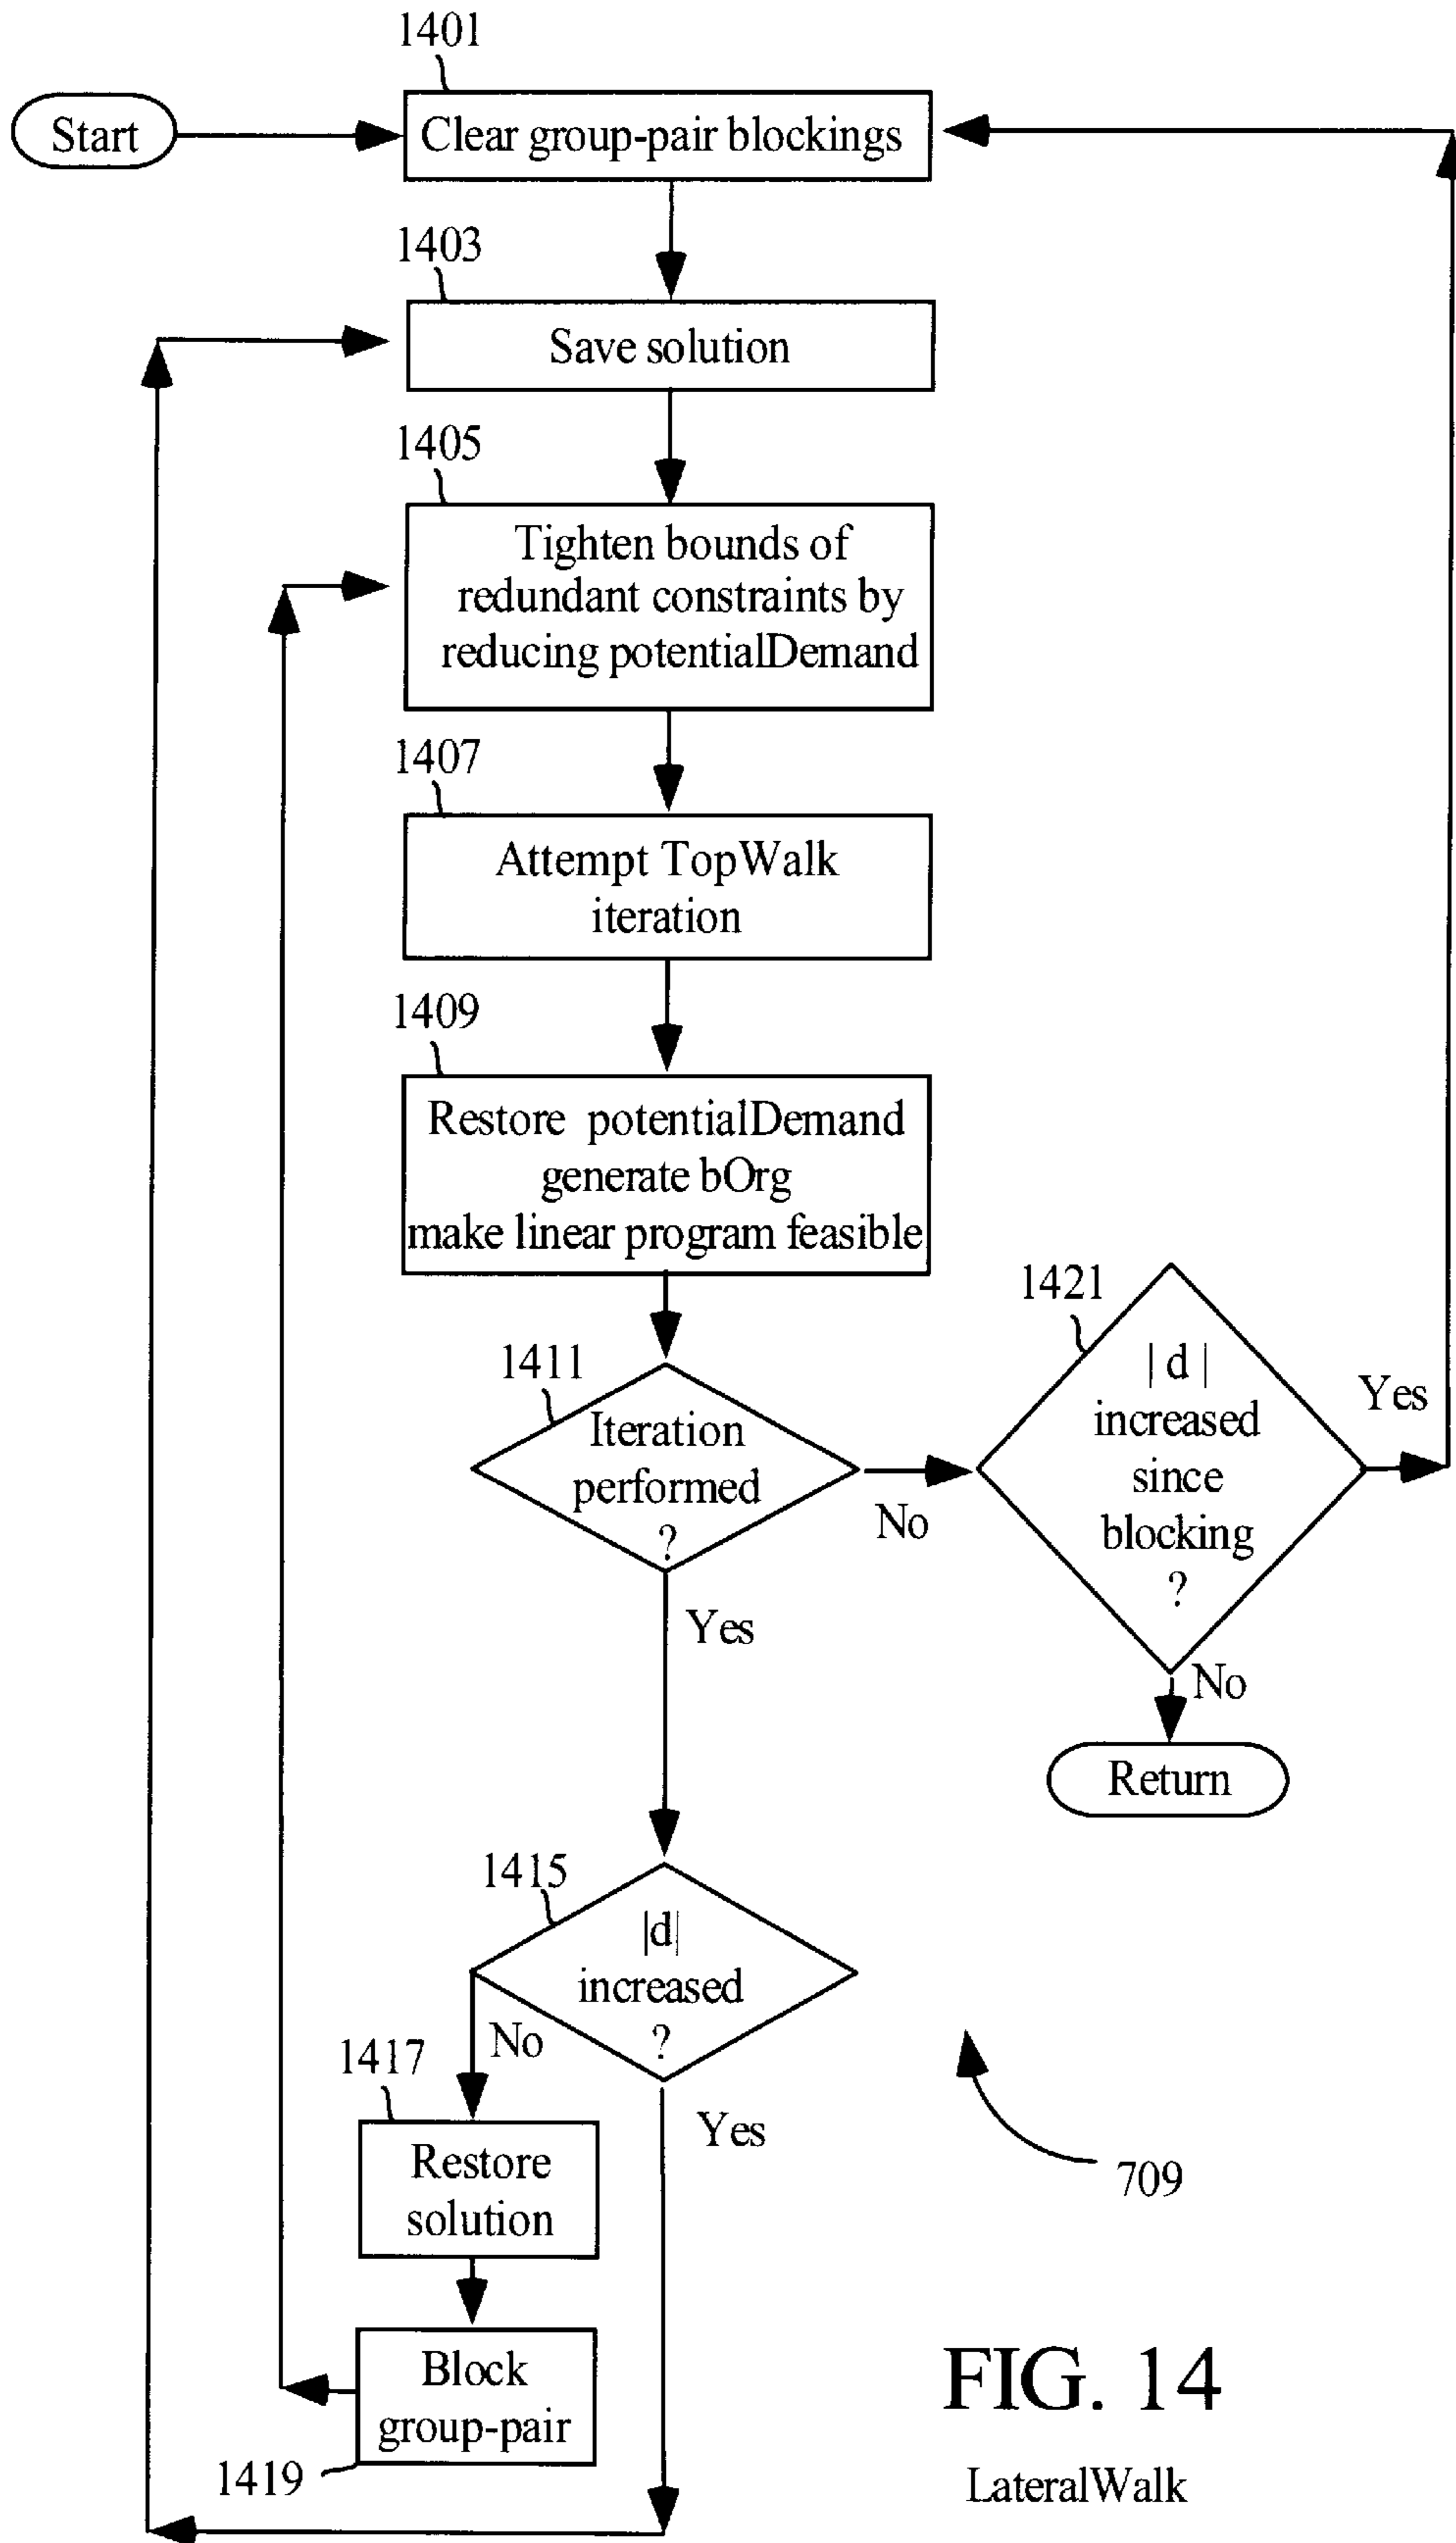 1401
Start
Clear group-pair blockings
1403
Save solution
1405
Tighten bounds of
redundant constraints by
reducing potentialDemand
1407
Attempt TopWalk
iteration
1409
Restore potentialDemand
generate bOrg
make linear program feasible
1411
Iteration
performed
?
No
Yes
1421
| d |
increased
since
blocking
?
Yes
No
Return
1415
|d|
increased
?
No
Yes
1417
Restore
solution
Block
group-pair
1419
709
FIG. 14
LateralWalk